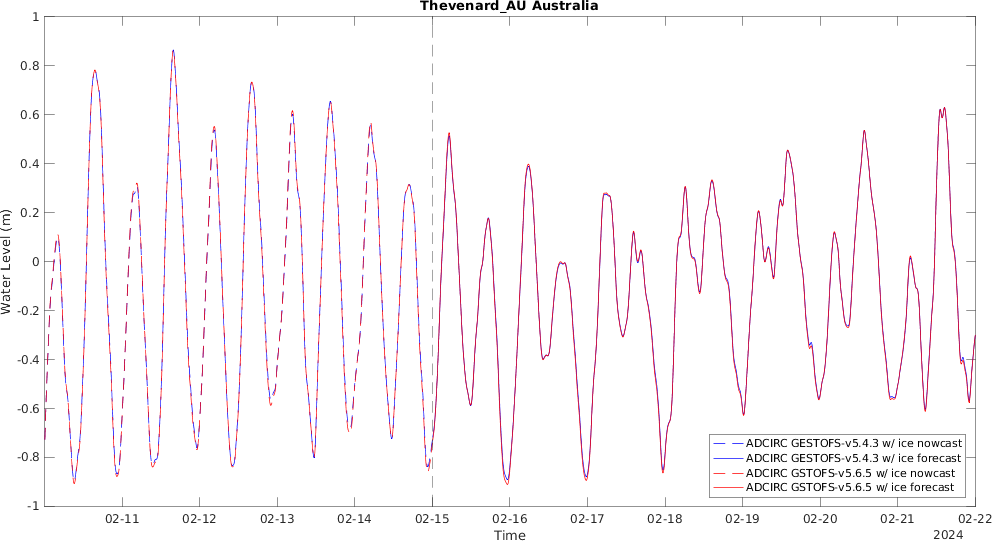 Thevenard_AU Australia
Water Level (m)
1
0.8
0.6
0.4
0.2
0
-0.2
-0.4
-0.6
-0.8
-1
ADCIRC GESTOFS-v5.4.3 w/ ice nowcast
ADCIRC GESTOFS-v5.4.3 w/ ice forecast
ADCIRC GSTOFS-v5.6.5 w/ ice nowcast
ADCIRC GSTOFS-v5.6.5 w/ ice forecast
02-11 02-12 02-13 02-14 02-15 02-16 02-17 02-18 02-19 02-20 02-21 02-22
Time
2024